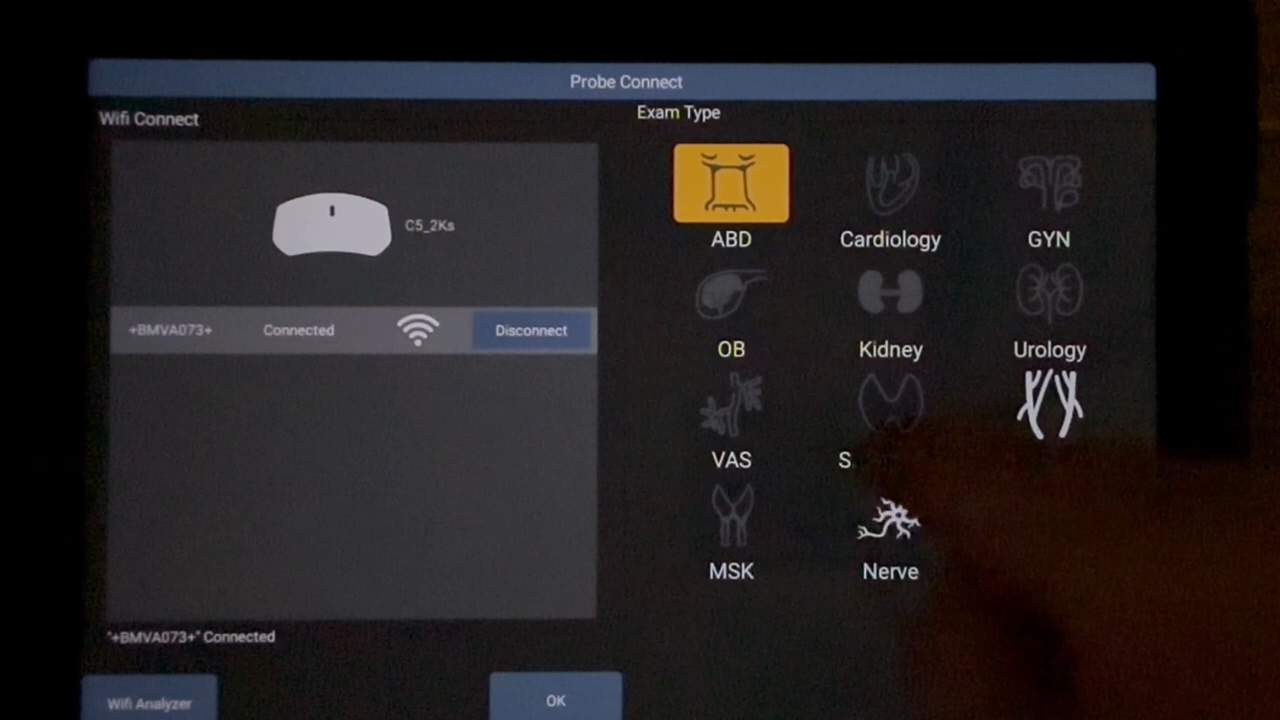 Probe Connect
Wifi Connect
Exam Type
C5_2Ks
ABD
Cardiology
GYN
+BMVA073+
Connected
Disconnect
OB
Kidney
Urology
VAS
S
MSK
Nerve
"+BMVA073+" Connected
Wifi Analyzer
OK